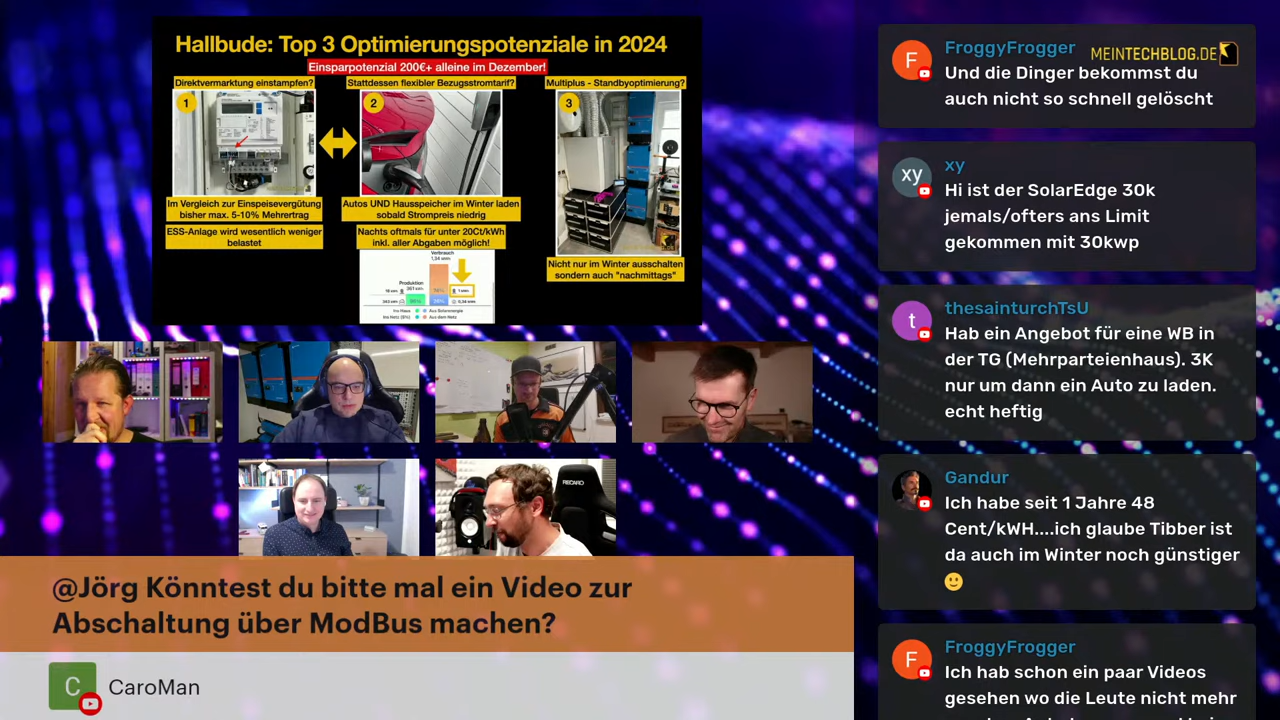 Hallbude: Top 3 Optimierungspotenziale in 2024
Einsparpotenzial 200€+ alleine im Dezember!
Direktvermarktung einstampfen?
1
Im Vergleich zur Einspeisevergütung
bisher max. 5-10% Mehrertrag
ESS-Anlage wird wesentlich weniger
belastet
Stattdessen flexibler Bezugsstromtarif?
2
Autos UND Hausspeicher im Winter laden
sobald Strompreis niedrig
Nachts oftmals für unter 20Ct/kWh
inkl. aller Abgaben möglich!
Verbrauch
Produktion
Multiplus - Standbyoptimierung?
3
Nicht nur im Winter ausschalten
sondern auch "nachmittags"
RECARO
@Jörg Könntest du bitte mal ein Video zur
Abschaltung über ModBus machen?
C
CaroMan
MEINTECHBLOG.DE
F
FroggyFrogger
Und die Dinger bekommst du
auch nicht so schnell gelöscht
xy
xy
Hi ist der SolarEdge 30k
jemals/ofters ans Limit
gekommen mit 30kwp
t
thesainturchTsU
Hab ein Angebot für eine WB in
der TG (Mehrparteienhaus). 3K
nur um dann ein Auto zu laden.
echt heftig
Gandur
Ich habe seit 1 Jahre 48
Cent/kWH....ich glaube Tibber ist
da auch im Winter noch günstiger
🙂
F
FroggyFrogger
Ich hab schon ein paar Videos
gesehen wo die Leute nicht mehr